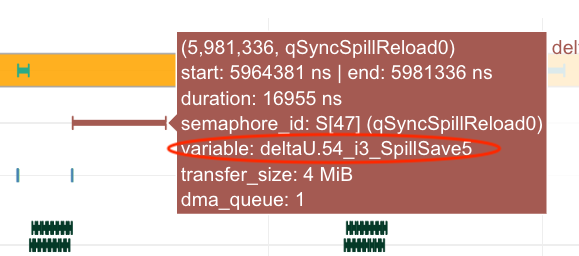 (5,981,336, qSyncSpillReload0)
del
start: 5964381 ns | end: 5981336 ns
duration: 16955 ns
semaphore_id: S[47] (qSyncSpillReload0)
variable: deltaU.54_i3_SpillSave5
transfer_size: 4 MiB
dma_queue: 1